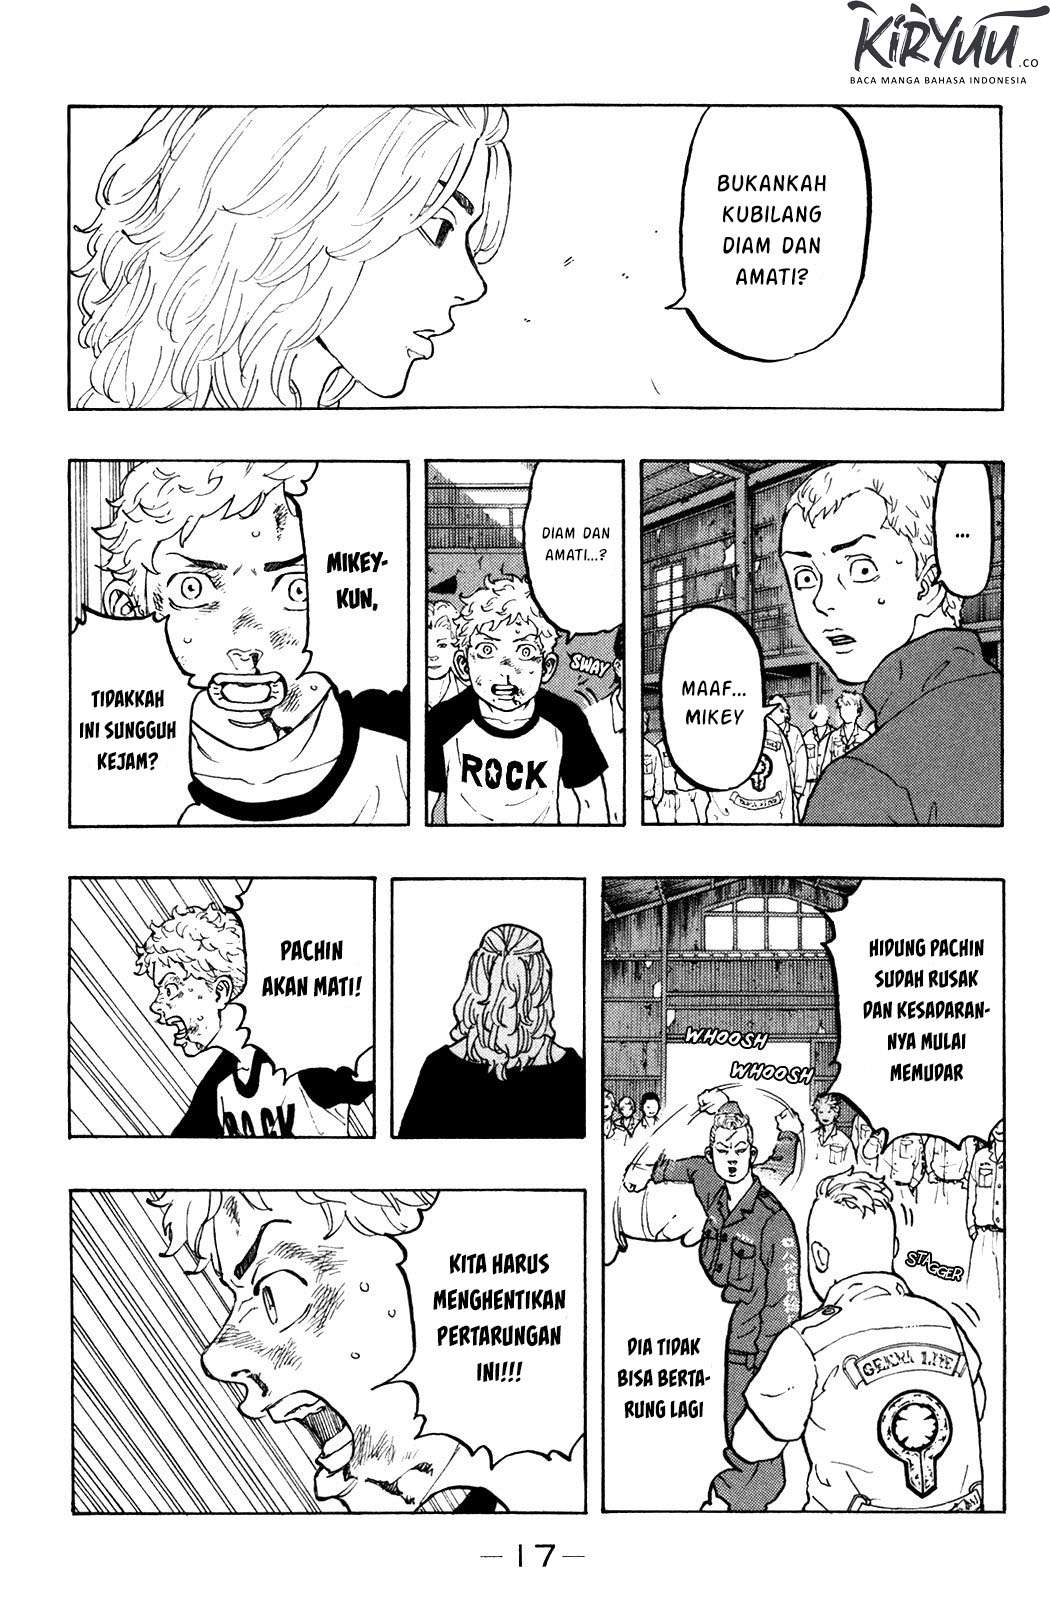 KIRYUU.CO
BACA MANGA BAHASA INDONESIA
BUKANKAH
KUBILANG
DIAM DAN
AMATI?
...
MAAF...
MIKEY
DIAM DAN
AMATI...?
SWAY
ROCK
MIKEY-
KUN,
TIDAKKAH
INI SUNGGUH
KEJAM?
HIDUNG PACHIN
SUDAH RUSAK
DAN KESADARAN-
NYA MULAI
MEMUDAR
WHOOSH
WHOOSH
STAGGER
DIA TIDAK
BISA BERTA-
RUNG LAGI
PACHIN
AKAN MATI!
ROCK
KITA HARUS
MENGHENTIKAN
PERTARUNGAN
INI!!!
—17—